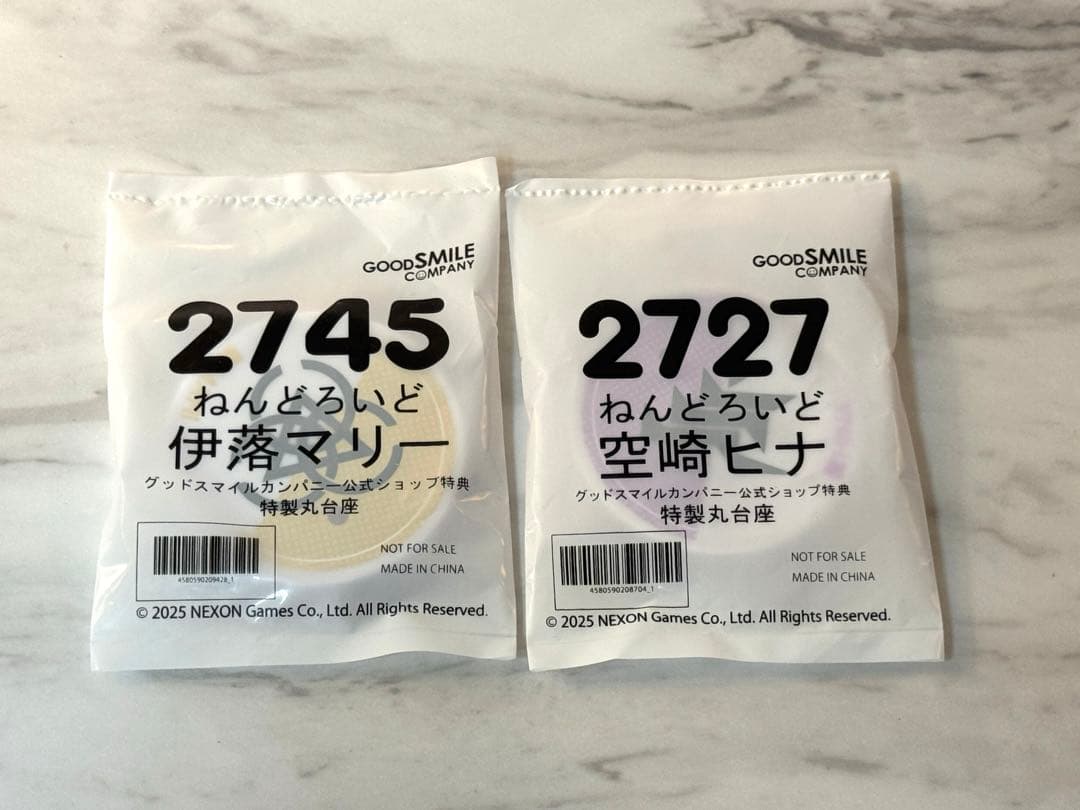 GOODSMILE
COMPANY
2745
ねんどろいど
伊落マリー
グッドスマイルカンパニー公式ショップ特典
特製丸台座
4580590209428_1
NOT FOR SALE
MADE IN CHINA
© 2025 NEXON Games Co., Ltd. All Rights Reserved.
GOODSMILE
COMPANY
2727
ねんどろいど
空崎ヒナ
グッドスマイルカンパニー公式ショップ特典
特製丸台座
4580590208704_1
NOT FOR SALE
MADE IN CHINA
© 2025 NEXON Games Co., Ltd. All Rights Reserved.